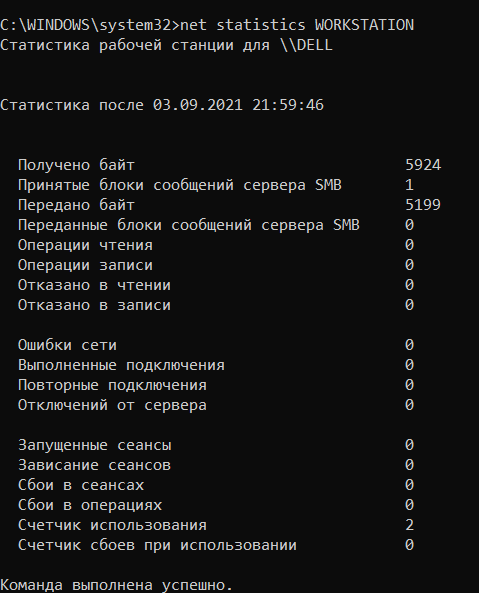 C:\WINDOWS\system32>net statistics WORKSTATION
Статистика рабочей станции для \\DELL
Статистика после 03.09.2021 21:59:46
Получено байт 5924
Принятые блоки сообщений сервера SMB 1
Передано байт 5199
Переданные блоки сообщений сервера SMB 0
Операции чтения 0
Операции записи 0
Отказано в чтении 0
Отказано в записи 0
Ошибки сети 0
Выполненные подключения 0
Повторные подключения 0
Отключений от сервера 0
Запущенные сеансы 0
Зависание сеансов 0
Сбои в сеансах 0
Сбои в операциях 0
Счетчик использования 2
Счетчик сбоев при использовании 0
Команда выполнена успешно.